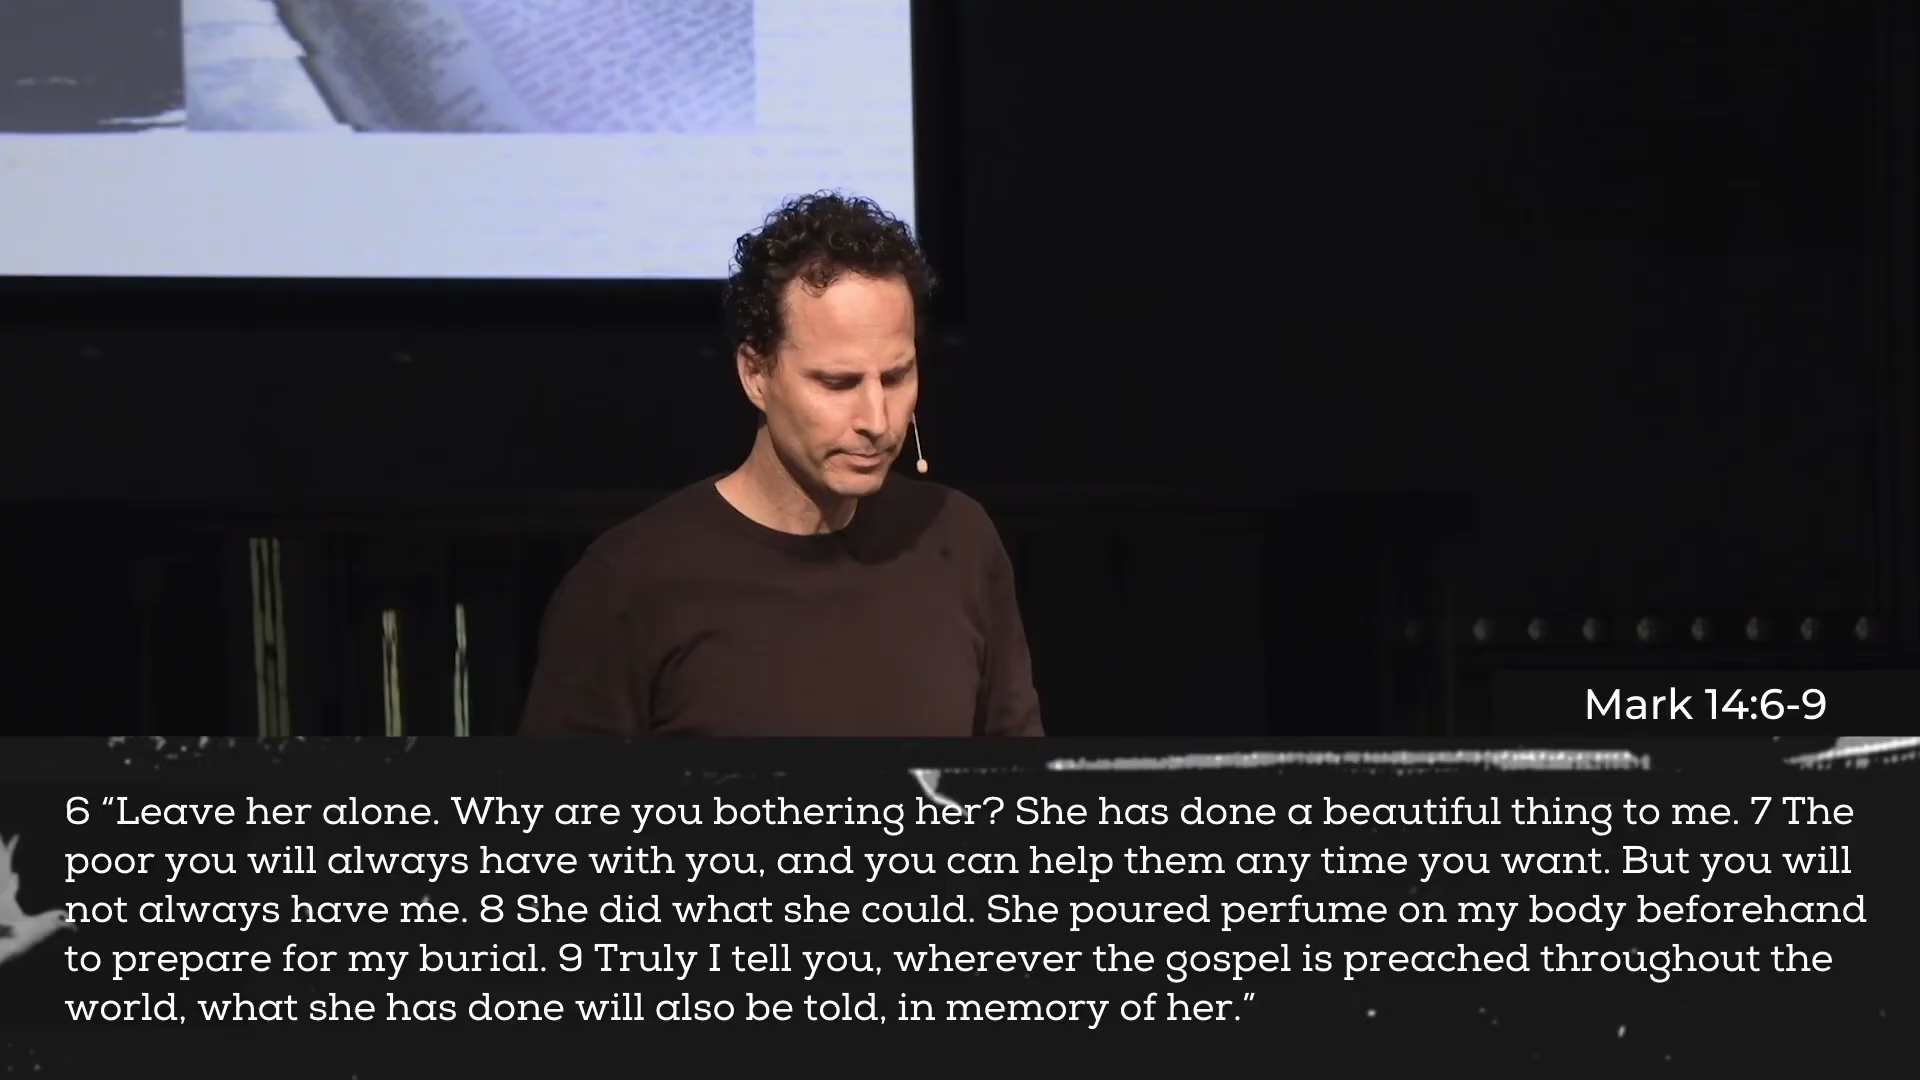 Mark 14:6-9
6 “Leave her alone. Why are you bothering her? She has done a beautiful thing to me. 7 The
poor you will always have with you, and you can help them any time you want. But you will
not always have me. 8 She did what she could. She poured perfume on my body beforehand
to prepare for my burial. 9 Truly I tell you, wherever the gospel is preached throughout the
world, what she has done will also be told, in memory of her.”